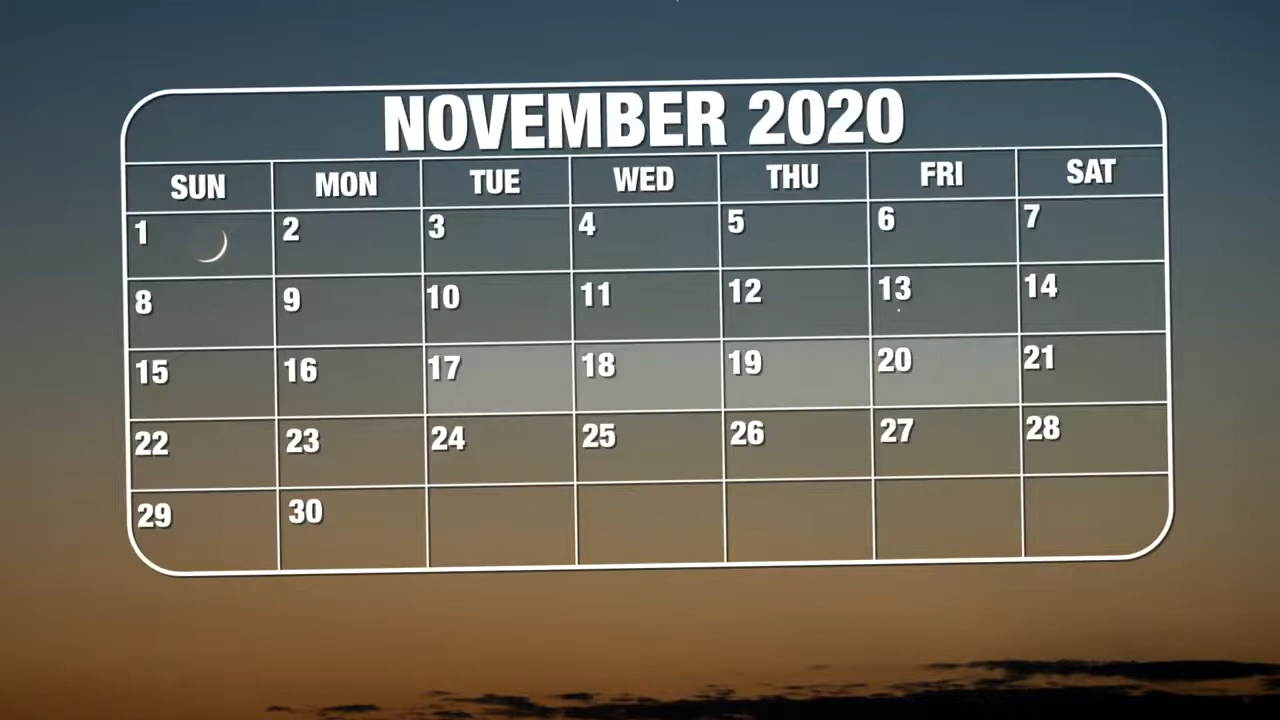 NOVEMBER 2020
SUN MON TUE WED THU FRI SAT
1 2 3 4 5 6 7
8 9 10 11 12 13 14
15 16 17 18 19 20 21
22 23 24 25 26 27 28
29 30